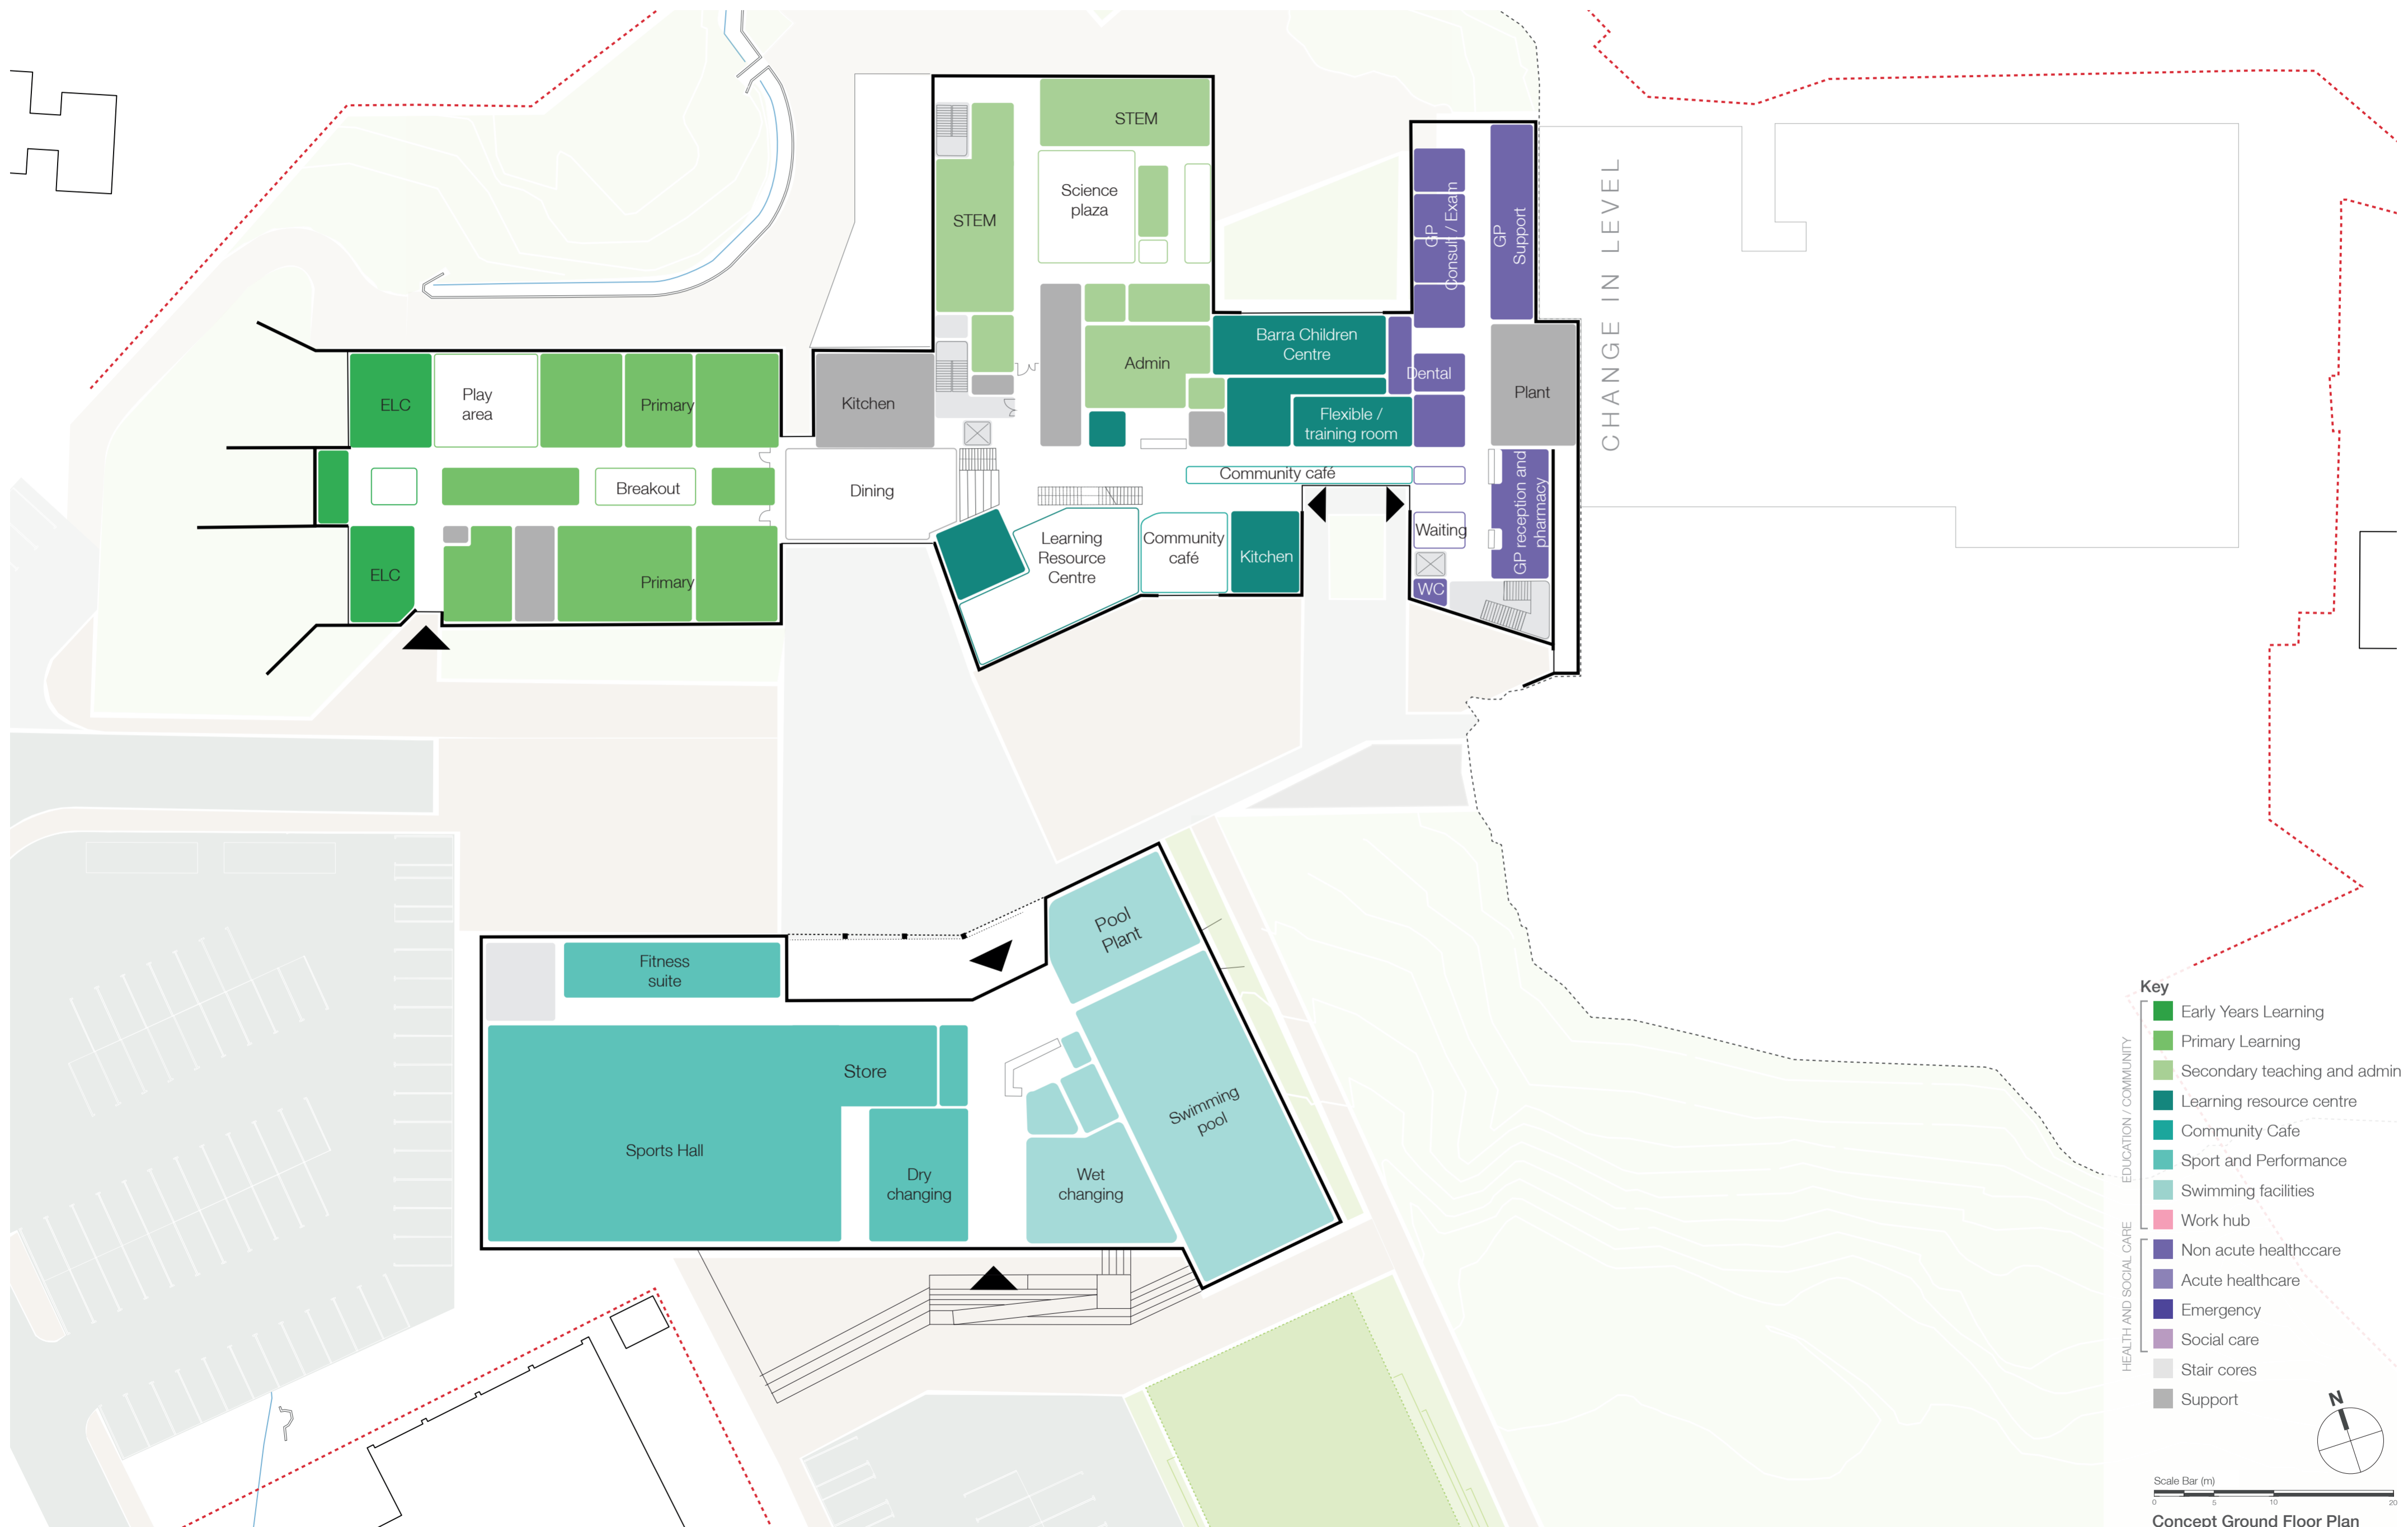 STEM
Science
plaza
STEM
GP
Consult / Exam
GP
Support
CHANGE IN LEVEL
Barra Children
Centre
Admin
Dental
ELC
Play
area
Primary
Kitchen
Plant
Flexible /
training room
Community café
Breakout
Dining
GP reception and
pharmacy
Waiting
Learning
Resource
Centre
Community
café
Kitchen
ELC
Primary
WC
Pool
Plant
Fitness
suite
Store
Sports Hall
Swimming
pool
Dry
changing
Wet
changing
Key
EDUCATION / COMMUNITY
Early Years Learning
Primary Learning
Secondary teaching and admin
Learning resource centre
Community Cafe
Sport and Performance
Swimming facilities
Work hub
HEALTH AND SOCIAL CARE
Non acute healthccare
Acute healthcare
Emergency
Social care
Stair cores
Support
N
Scale Bar (m)
0 5 10 20
Concept Ground Floor Plan